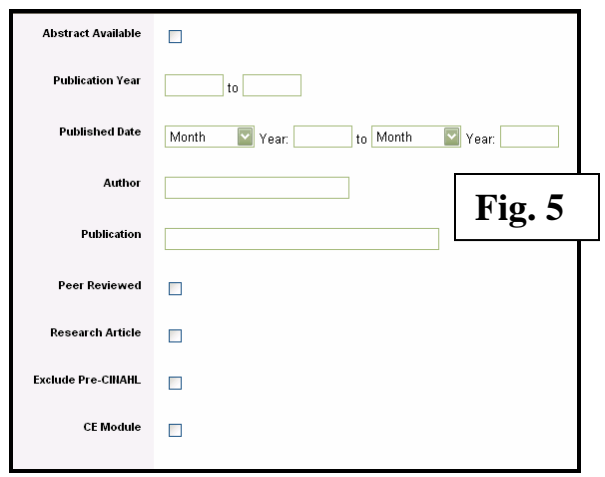 Abstract Available
Publication Year to
Published Date Month Year: to Month Year:
Author
Fig. 5
Publication
Peer Reviewed
Research Article
Exclude Pre-CINAHL
CE Module